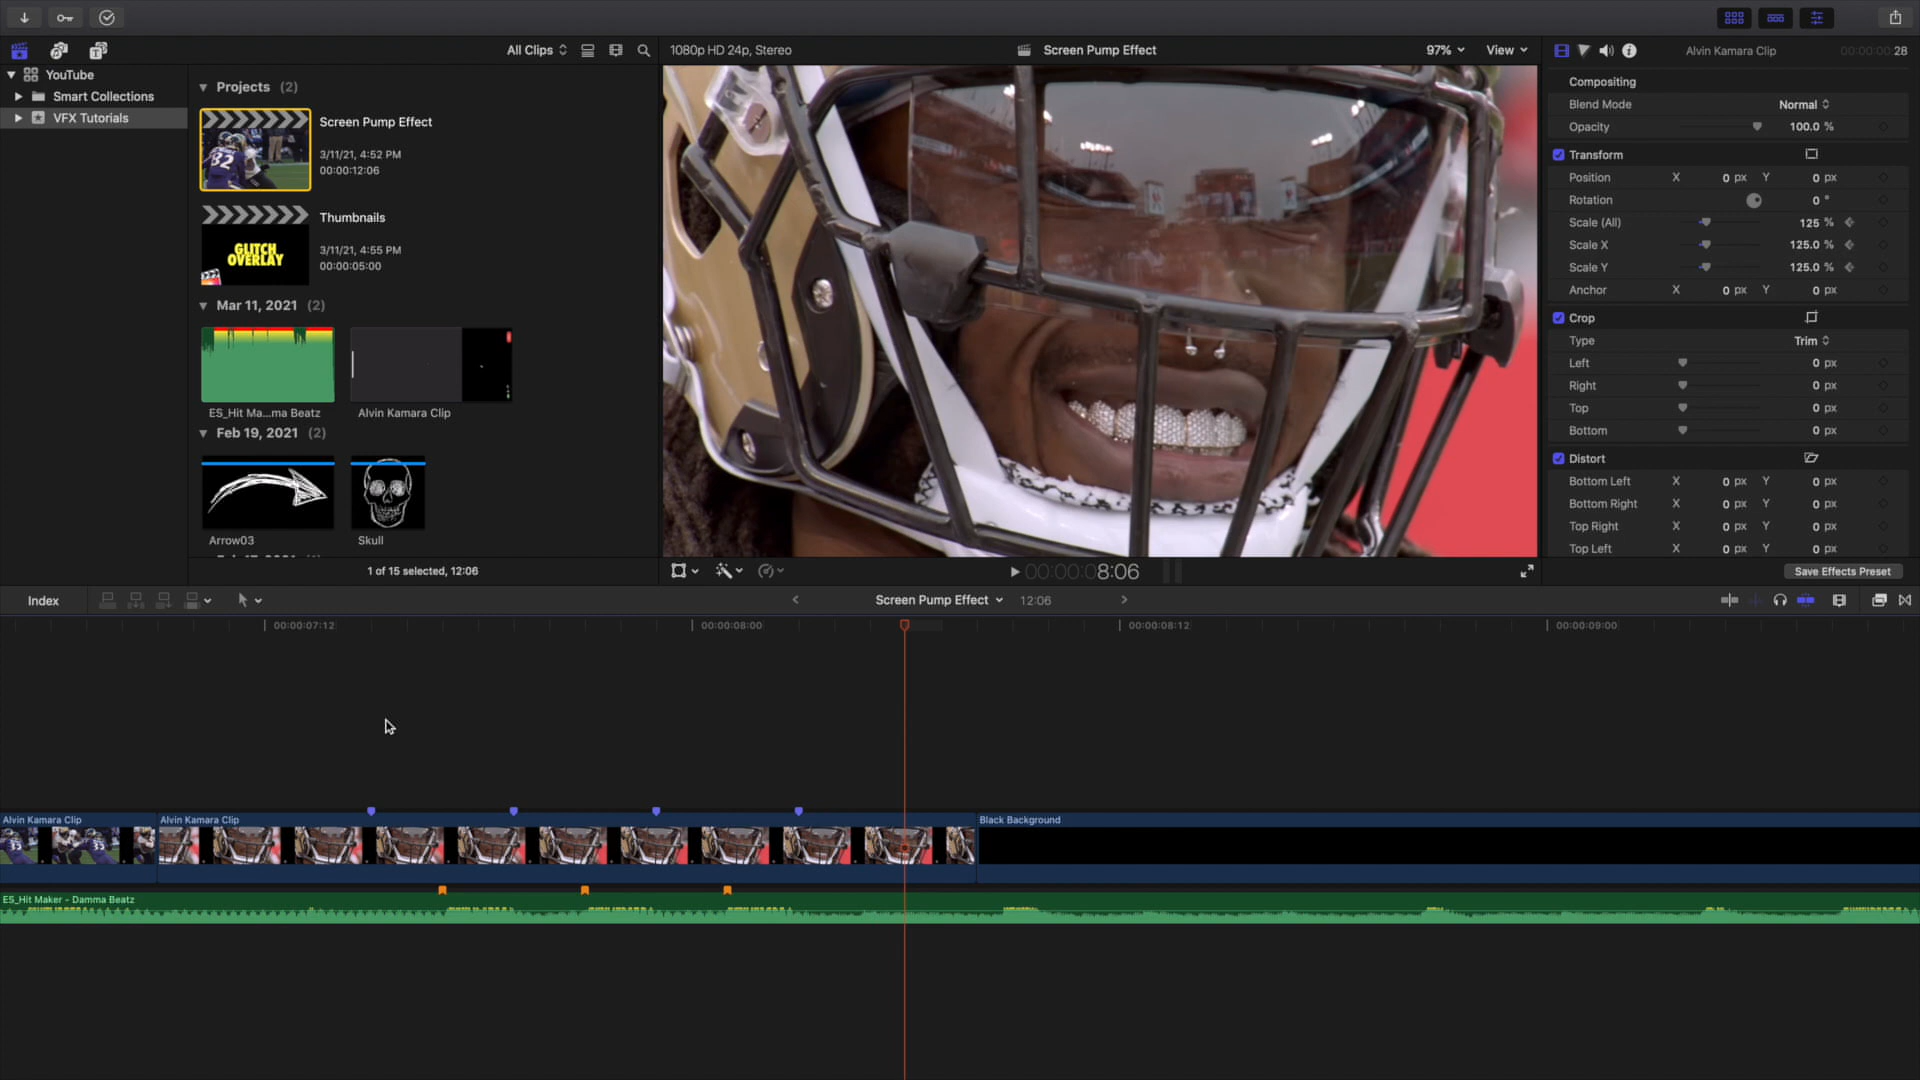 All Clips
1080p HD 24p, Stereo
Screen Pump Effect
97%
View
Alvin Kamara Clip
00:00:00:28
YouTube
Smart Collections
VFX Tutorials
Projects (2)
Screen Pump Effect
3/11/21, 4:52 PM
00:00:12:06
Thumbnails
3/11/21, 4:55 PM
00:00:05:00
GLITCH
OVERLAY
Mar 11, 2021 (2)
ES_Hit Ma...ma Beatz
Alvin Kamara Clip
Feb 19, 2021 (2)
Arrow03
Skull
1 of 15 selected, 12:06
82
Compositing
Blend Mode Normal
Opacity 100.0 %
Transform
Position X 0 px Y 0 px
Rotation 0 °
Scale (All) 125 %
Scale X 125.0 %
Scale Y 125.0 %
Anchor X 0 px Y 0 px
Crop
Type Trim
Left 0 px
Right 0 px
Top 0 px
Bottom 0 px
Distort
Bottom Left X 0 px Y 0 px
Bottom Right X 0 px Y 0 px
Top Right X 0 px Y 0 px
Top Left X 0 px Y 0 px
Save Effects Preset
00:00:08:06
Index
Screen Pump Effect
12:06
00:00:07:12
00:00:08:00
00:00:08:12
00:00:09:00
Alvin Kamara Clip
Alvin Kamara Clip
Black Background
ES_Hit Maker - Damma Beatz